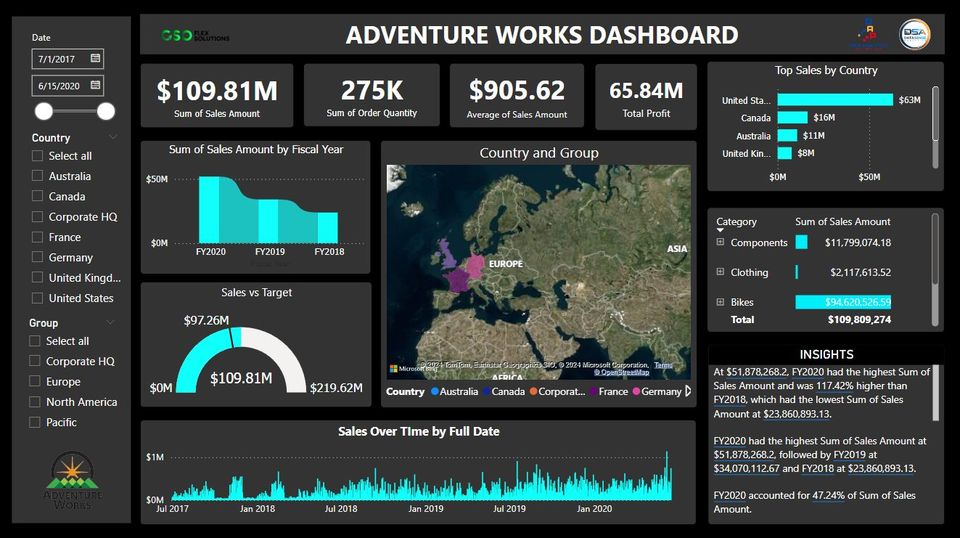 Date
7/1/2017
6/15/2020
Country
Select all
Australia
Canada
Corporate HQ
France
Germany
United Kingd...
United States
Group
Select all
Corporate HQ
Europe
North America
Pacific
ADVENTURE
WORKS
GSO FLEX
SOLUTIONS
ADVENTURE WORKS DASHBOARD
DSA
$109.81M
Sum of Sales Amount
275K
Sum of Order Quantity
$905.62
Average of Sales Amount
65.84M
Total Profit
Sum of Sales Amount by Fiscal Year
$50M
$0M
FY2020 FY2019 FY2018
Sales vs Target
$97.26M
$0M
$109.81M
$219.62M
Country and Group
ASIA
EUROPE
AFRICA
Microsoft
© 2024 Microsoft Corporation, Terms
© OpenStreetMap
Country Australia Canada Corporat... France Germany
Sales Over TIme by Full Date
$1M
$0M
Jul 2017 Jan 2018 Jul 2018 Jan 2019 Jul 2019 Jan 2020
Top Sales by Country
United Sta... $63M
Canada $16M
Australia $11M
United Kin... $8M
$0M $50M
Category Sum of Sales Amount
Components $11,799,074.18
Clothing $2,117,613.52
Bikes $94,620,526.59
Total $109,809,274
INSIGHTS
At $51,878,268.2, FY2020 had the highest Sum of
Sales Amount and was 117.42% higher than
FY2018, which had the lowest Sum of Sales
Amount at $23,860,893.13.
FY2020 had the highest Sum of Sales Amount at
$51,878,268.2, followed by FY2019 at
$34,070,112.67 and FY2018 at $23,860,893.13.
FY2020 accounted for 47.24% of Sum of Sales
Amount.